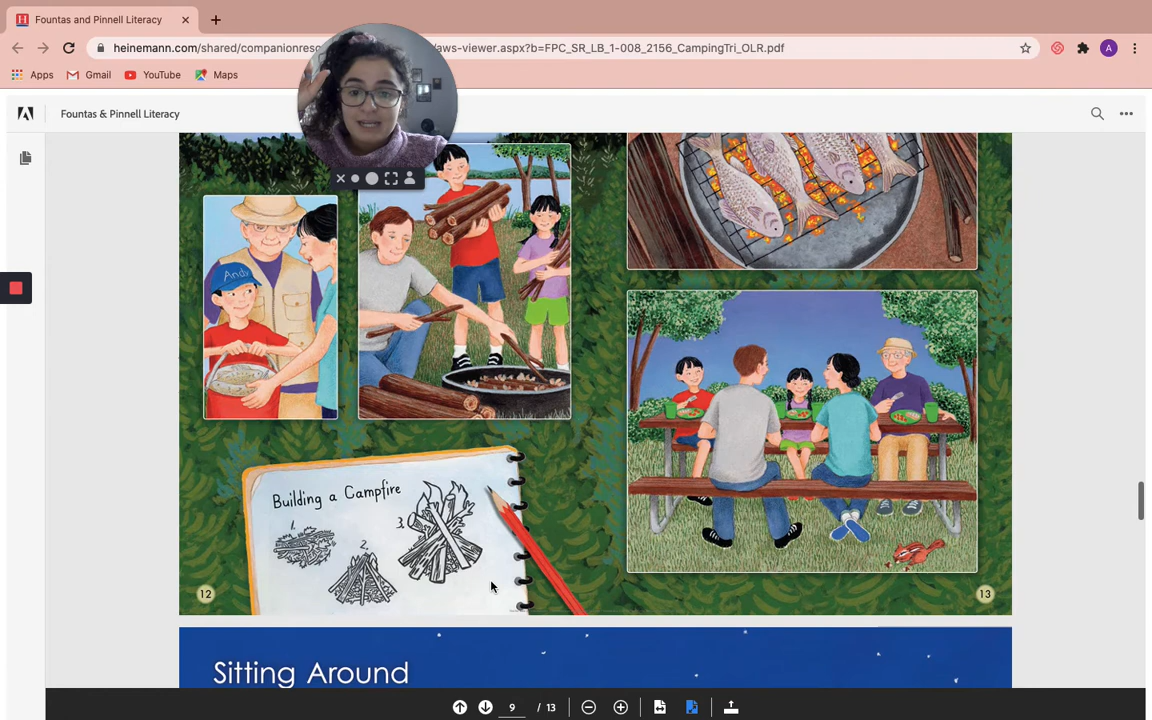 Fountas and Pinnell Literacy
heinemann.com/shared/companionreso
/aws-viewer.aspx?b=FPC_SR_LB_1-008_2156_CampingTri_OLR.pdf
A
Apps Gmail YouTube Maps
Fountas & Pinnell Literacy
Andy
Building a Campfire
1.
2.
3.
12
13
Sitting Around
9 / 13